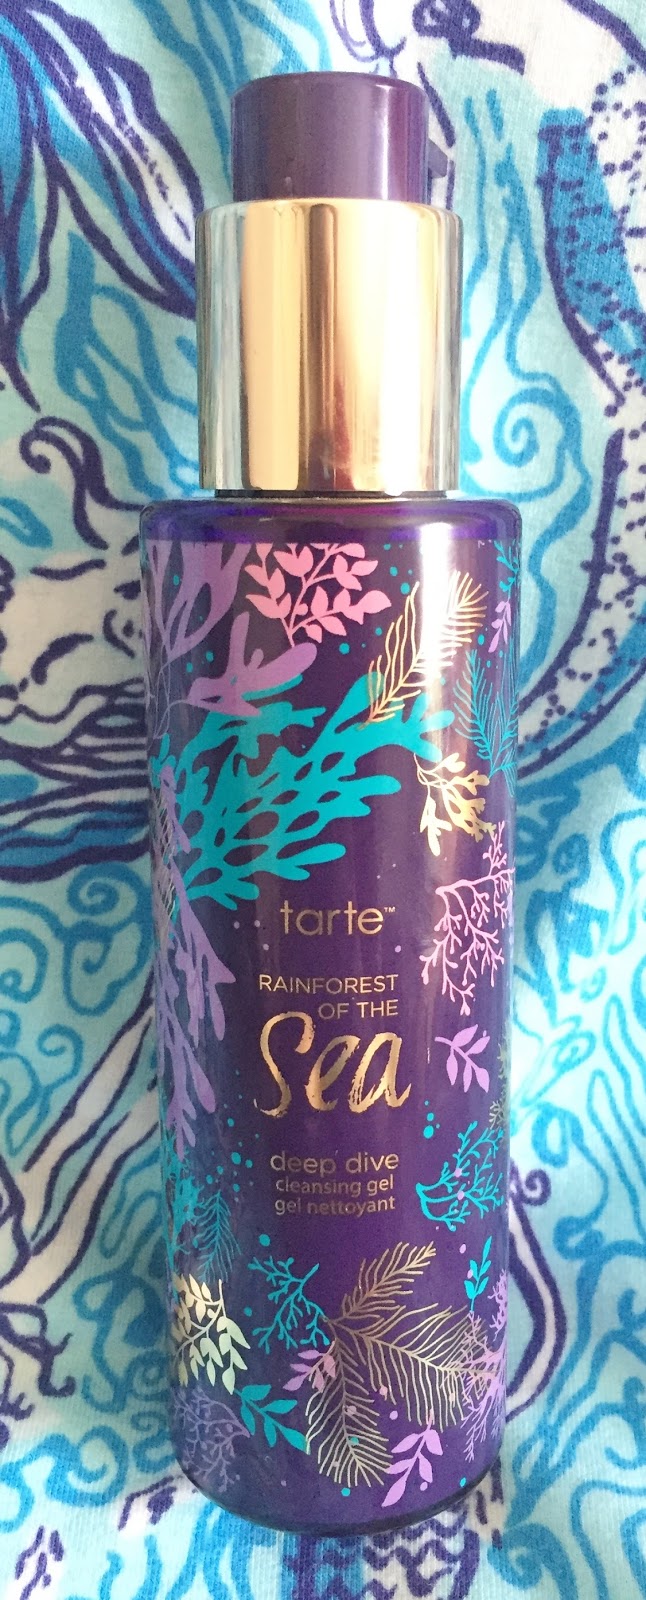 tarte™
RAINFOREST
OF THE
Sea
deep dive
cleansing gel
gel nettoyant